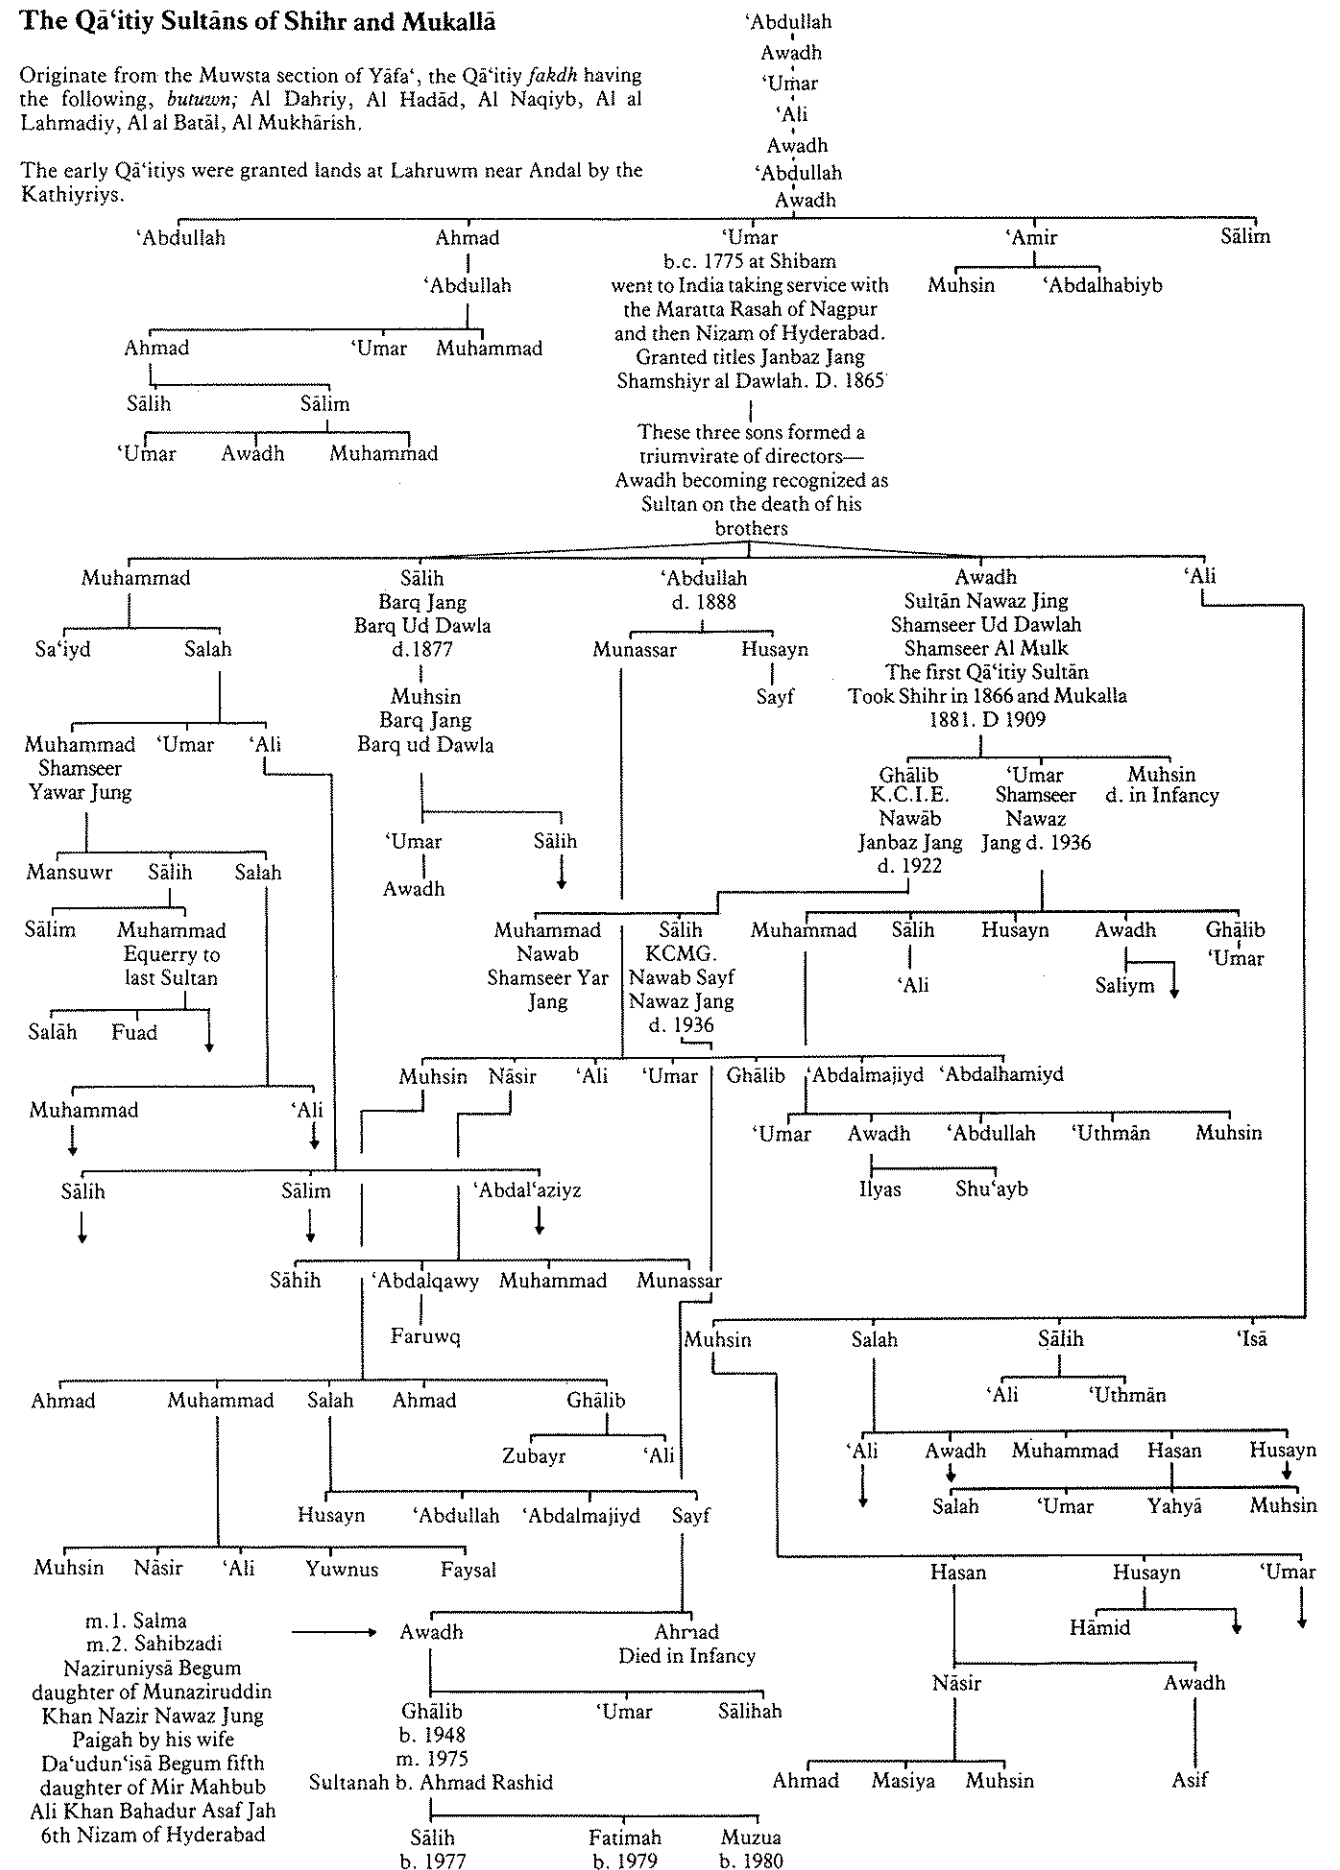 The Qā‘itiy Sultāns of Shihr and Mukallā
Originate from the Muwsta section of Yāfa‘, the Qā‘itiy fakdh having
the following, butuwn; Al Dahriy, Al Hadād, Al Naqiyb, Al al
Lahmadiy, Al al Batāl, Al Mukhārish.
The early Qā‘itiys were granted lands at Lahruwm near Andal by the
Kathiyriys.
‘Abdullah
Awadh
‘Umar
‘Ali
Awadh
‘Abdullah
Awadh
‘Abdullah Ahmad ‘Umar ‘Amir Sālim
b.c. 1775 at Shibam
went to India taking service with
the Maratta Rasah of Nagpur
and then Nizam of Hyderabad.
Granted titles Janbaz Jang
Shamshiyr al Dawlah. D. 1865
Muhsin ‘Abdalhabiyb
‘Abdullah
Ahmad ‘Umar Muhammad
Sālih Sālim
‘Umar Awadh Muhammad
These three sons formed a
triumvirate of directors—
Awadh becoming recognized as
Sultan on the death of his
brothers
Muhammad Sālih ‘Abdullah Awadh ‘Ali
Barq Jang
Barq Ud Dawla
d.1877
d. 1888
Sultān Nawaz Jing
Shamseer Ud Dawlah
Shamseer Al Mulk
The first Qā‘itiy Sultān
Took Shihr in 1866 and Mukalla
1881. D 1909
Sa‘iyd Salah
Munassar Husayn
Sayf
Muhsin
Barq Jang
Barq ud Dawla
Muhammad ‘Umar ‘Ali
Shamseer
Yawar Jung
Ghālib ‘Umar Muhsin
K.C.I.E.
Nawāb
Janbaz Jang
d. 1922
Shamseer
Nawaz
Jang d. 1936
d. in Infancy
‘Umar Sālih
Awadh
Mansuwr Sālih Salah
Sālim Muhammad
Equerry to
last Sultan
Salāh Fuad
Muhammad Sālih Muhammad Sālih Husayn Awadh Ghālib
Nawab
Shamseer Yar
Jang
KCMG.
Nawab Sayf
Nawaz Jang
d. 1936
‘Ali Saliym ‘Umar
Muhsin Nāsir ‘Ali ‘Umar Ghālib ‘Abdalmajiyd ‘Abdalhamiyd
Muhammad ‘Ali
‘Umar Awadh ‘Abdullah ‘Uthmān Muhsin
Ilyas Shu‘ayb
Sālih Sālim ‘Abdal‘aziyz
Sāhih ‘Abdalqawy Muhammad Munassar
Faruwq
Muhsin Salah Sālih ‘Isā
‘Ali ‘Uthmān
Ahmad Muhammad Salah Ahmad Ghālib
Zubayr ‘Ali
‘Ali Awadh Muhammad Hasan Husayn
Salah ‘Umar Yahyā Muhsin
Husayn ‘Abdullah ‘Abdalmajiyd Sayf
Muhsin Nāsir ‘Ali Yuwnus Faysal
Hasan Husayn ‘Umar
Hāmid
Nāsir Awadh
Ahmad Masiya Muhsin Asif
m.1. Salma
m.2. Sahibzadi
Naziruniysā Begum
daughter of Munaziruddin
Khan Nazir Nawaz Jung
Paigah by his wife
Da‘udun‘isā Begum fifth
daughter of Mir Mahbub
Ali Khan Bahadur Asaf Jah
6th Nizam of Hyderabad
Awadh Ahmad
Died in Infancy
Ghālib ‘Umar Sālihah
b. 1948
m. 1975
Sultanah b. Ahmad Rashid
Sālih Fatimah Muzua
b. 1977 b. 1979 b. 1980